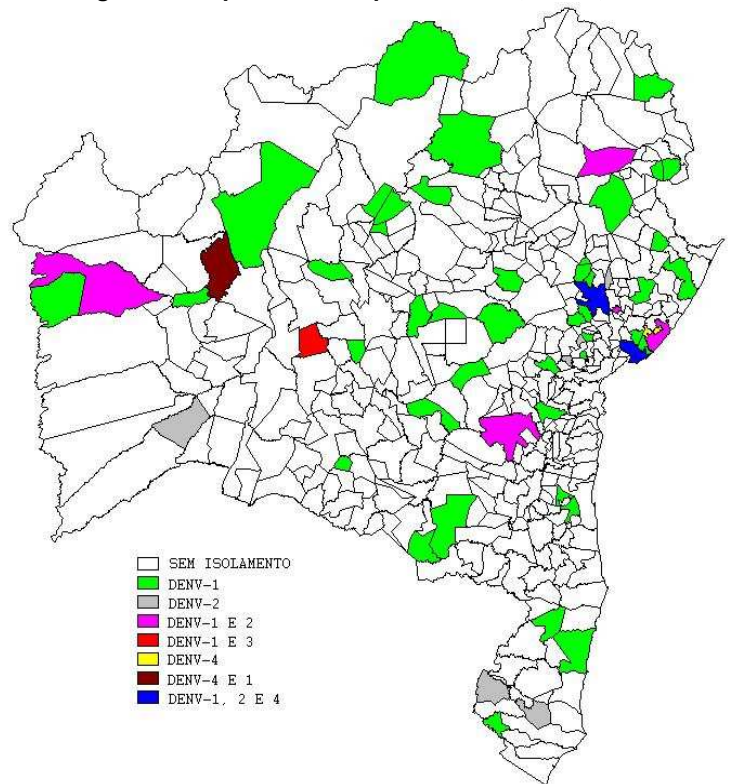 SEM ISOLAMENTO
DENV-1
DENV-2
DENV-1 E 2
DENV-1 E 3
DENV-4
DENV-4 E 1
DENV-1, 2 E 4